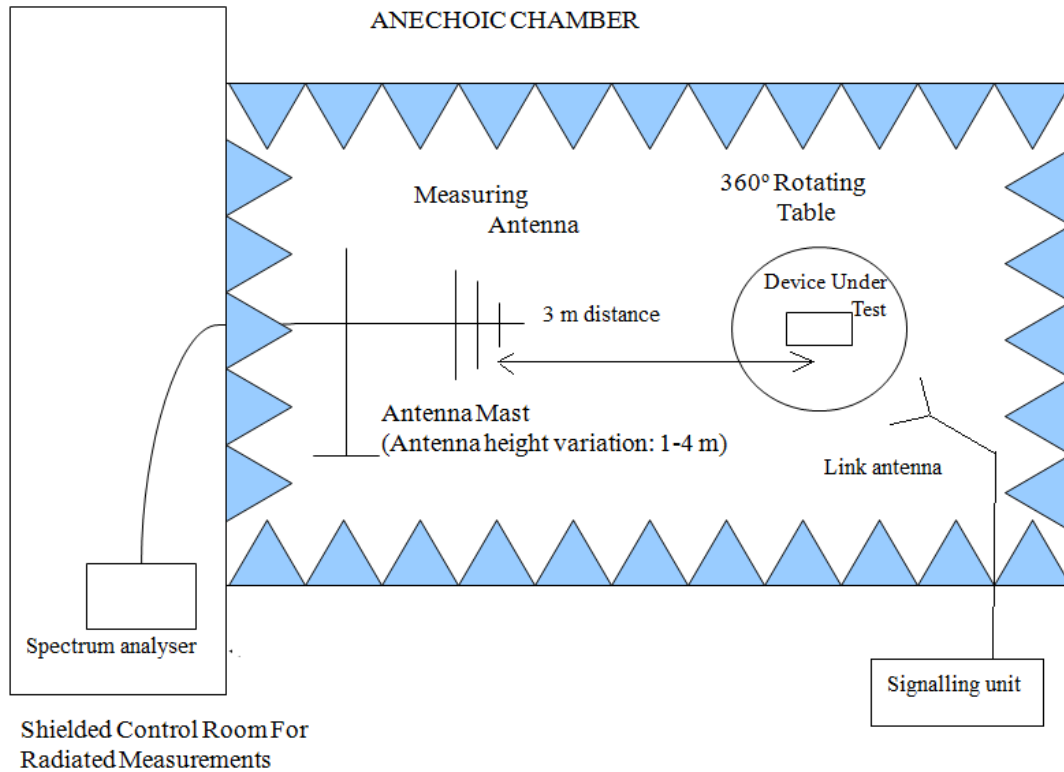 ANECHOIC CHAMBER
360º Rotating
Table
Measuring
Antenna
Device Under
Test
3 m distance
Antenna Mast
(Antenna height variation: 1-4 m)
Link antenna
Spectrum analyser
Signalling unit
Shielded Control Room For
Radiated Measurements